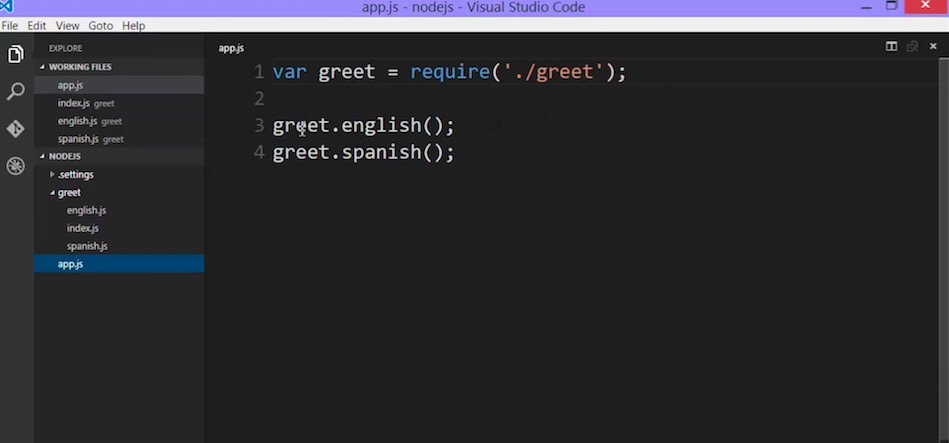 app.js - nodejs - Visual Studio Code
File Edit View Goto Help
EXPLORE
WORKING FILES
app.js
index.js greet
english.js greet
spanish.js greet
NODEJS
.settings
greet
english.js
index.js
spanish.js
app.js
app.js
1 var greet = require('./greet');
2
3 greet.english();
4 greet.spanish();